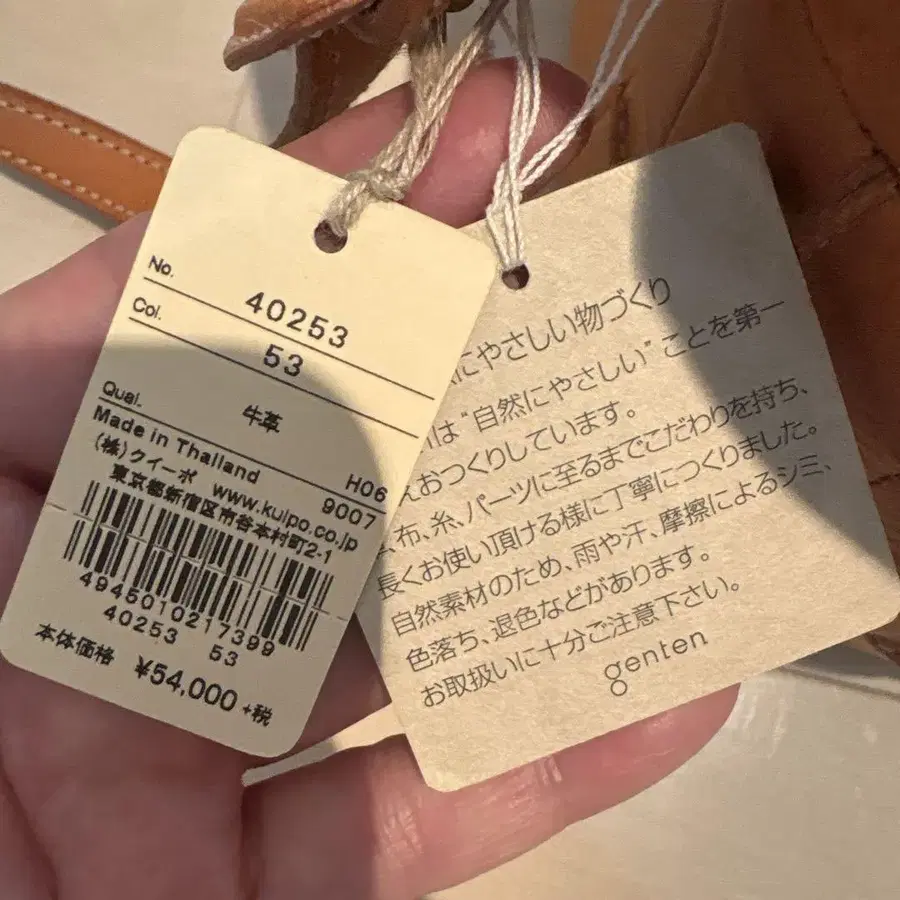 No.
40253
Col.
53
Qual.
牛革
Made in Thailand H06
(株)クイーポ 9007
www.kuipo.co.jp
東京都新宿区市谷本村町2-1
4945010217399
40253 53
本体価格 ¥54,000+税
にやさしい物づくり
は“自然にやさしい”ことを第一
えおつくりしています。
、布、糸、パーツに至るまでこだわりを持ち、
長くお使い頂ける様に丁寧につくりました。
自然素材のため、雨や汗、摩擦によるシミ、
色落ち、退色などがあります。
お取扱いに十分ご注意下さい。
genten